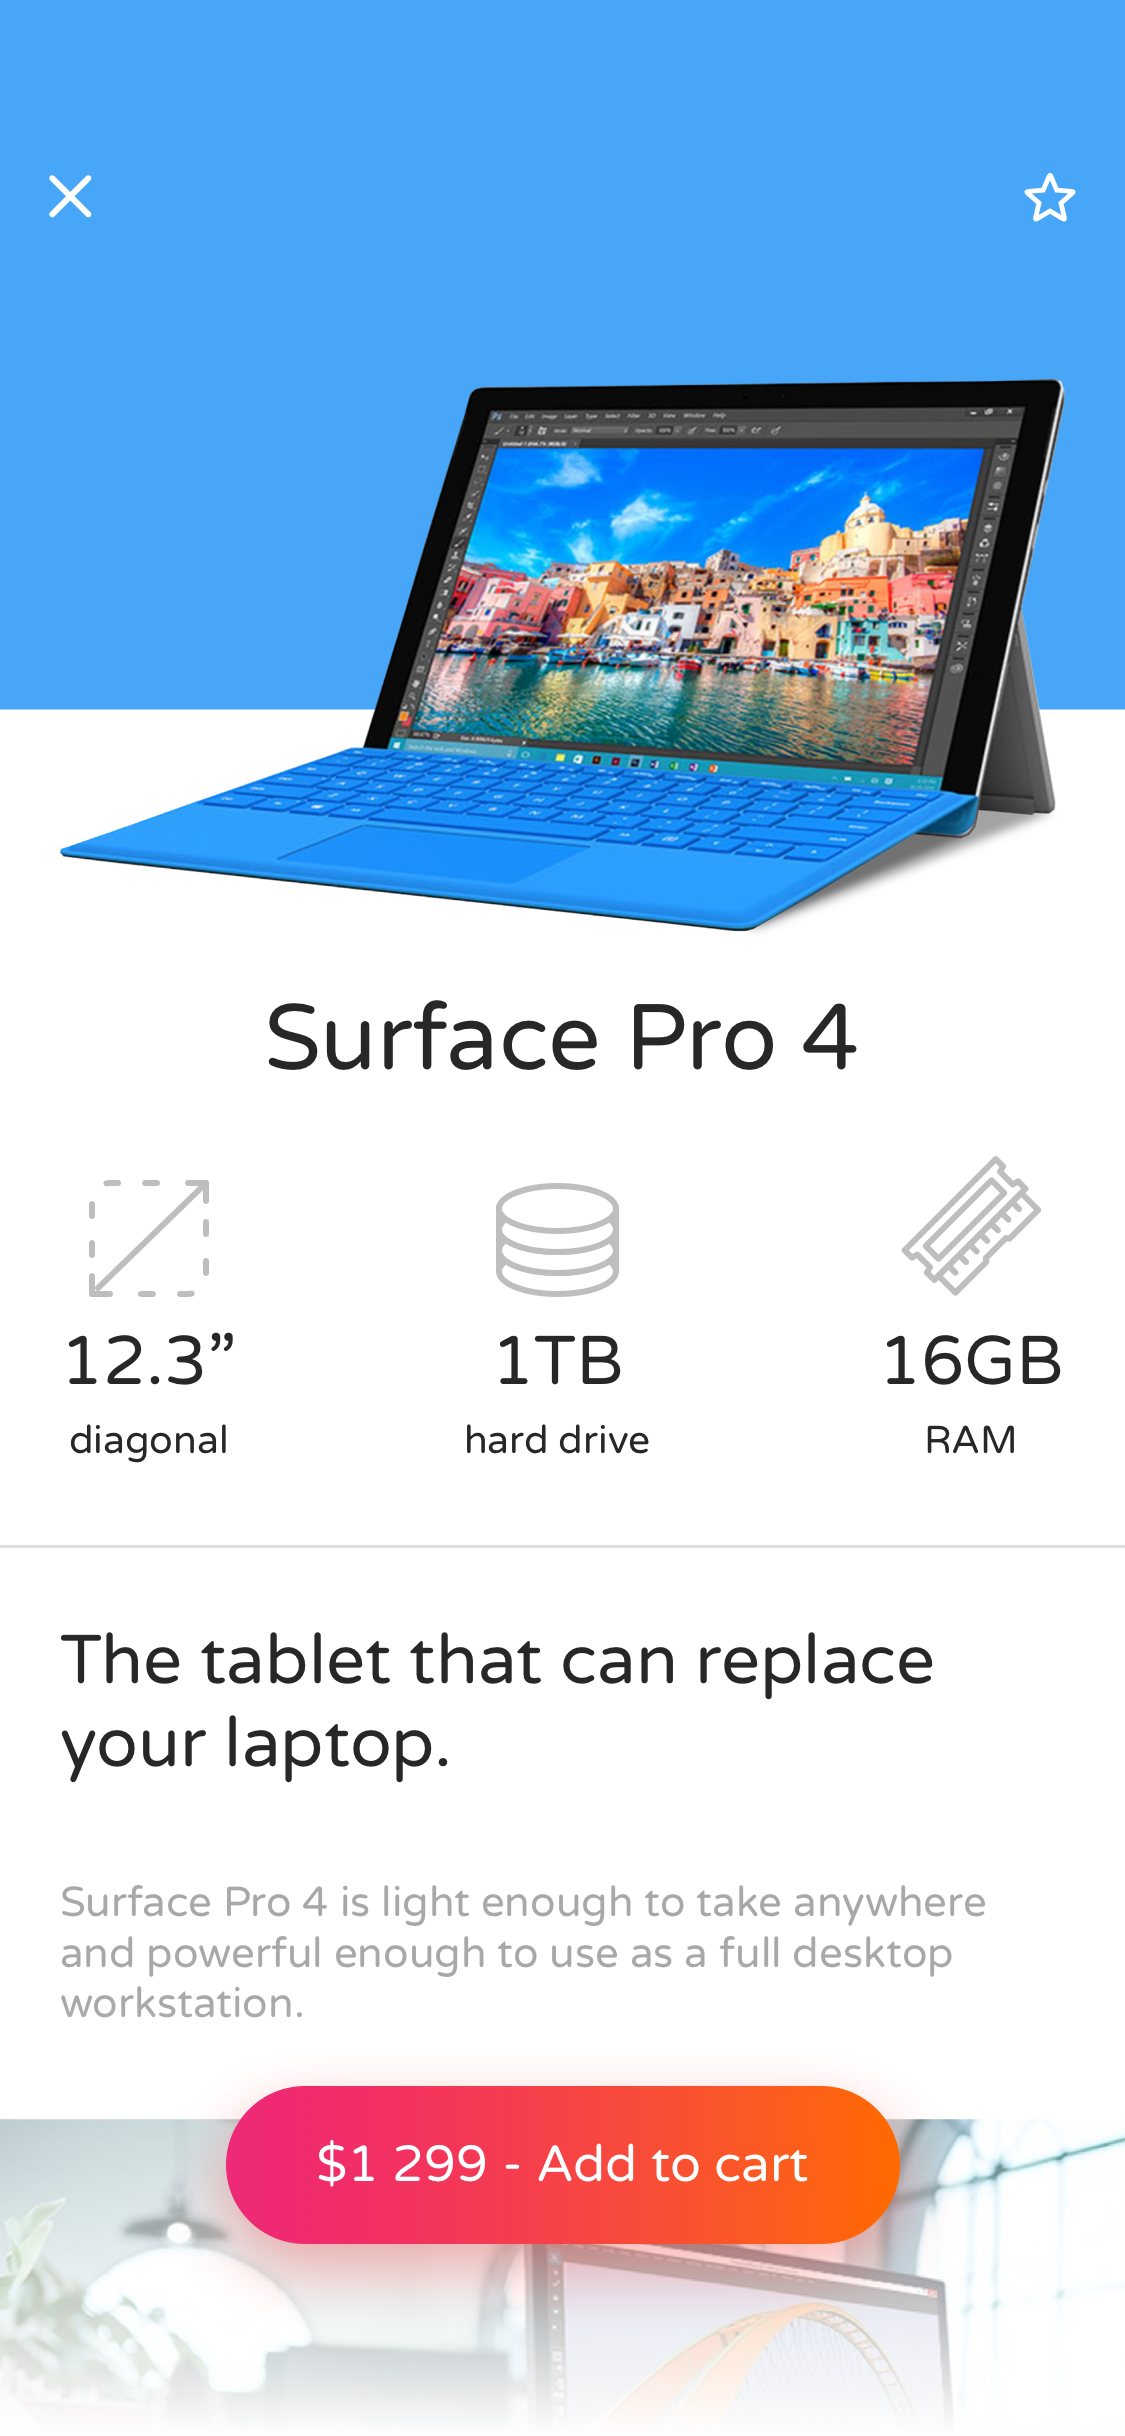 Surface Pro 4
12.3” 1TB 16GB
diagonal hard drive RAM
The tablet that can replace
your laptop.
Surface Pro 4 is light enough to take anywhere
and powerful enough to use as a full desktop
workstation.
$1 299 - Add to cart